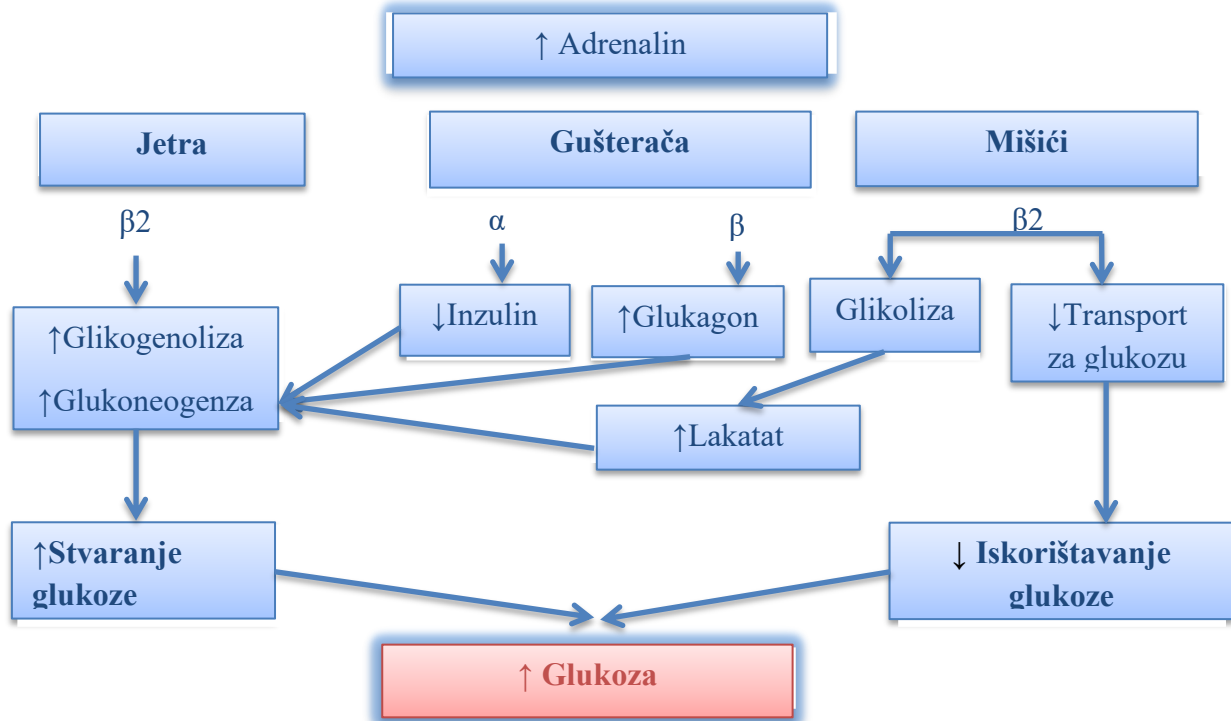 ↑ Adrenalin
Jetra
Gušterača
Mišići
β2
α
β
β2
↑Glikogenoliza
↑Glukoneogenza
↓Inzulin
↑Glukagon
Glikoliza
↓Transport
za glukozu
↑Lakatat
↑Stvaranje
glukoze
↓ Iskorištavanje
glukoze
↑ Glukoza